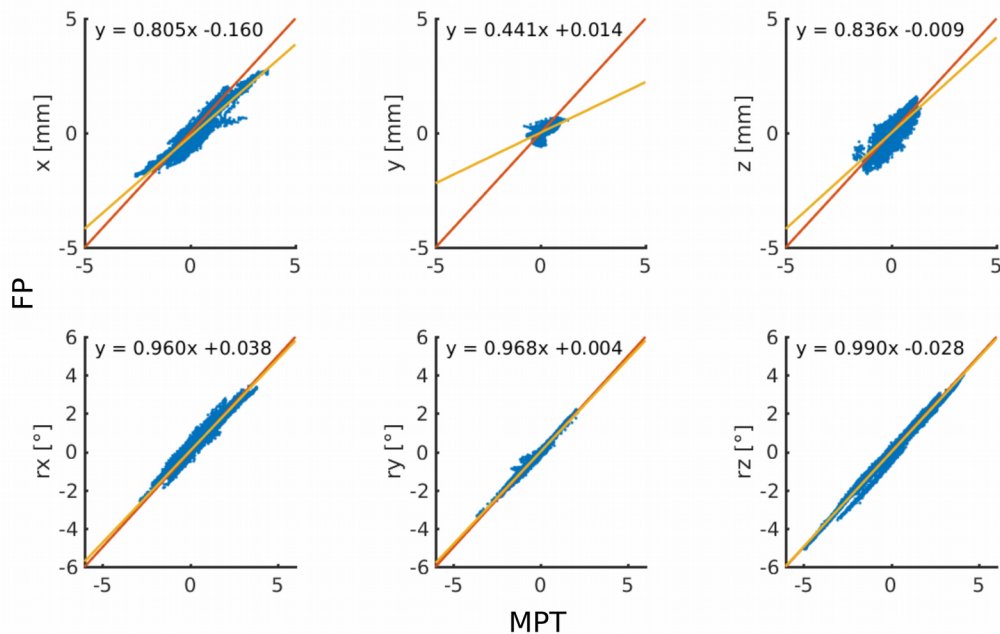 y = 0.805x -0.160
y = 0.441x +0.014
y = 0.836x -0.009
5
0
-5
x [mm]
-5 0 5
5
0
-5
y [mm]
-5 0 5
5
0
-5
z [mm]
-5 0 5
FP
y = 0.960x +0.038
y = 0.968x +0.004
y = 0.990x -0.028
6
4
2
0
-2
-4
-6
rx [°]
-5 0 5
6
4
2
0
-2
-4
-6
ry [°]
-5 0 5
6
4
2
0
-2
-4
-6
rz [°]
-5 0 5
MPT